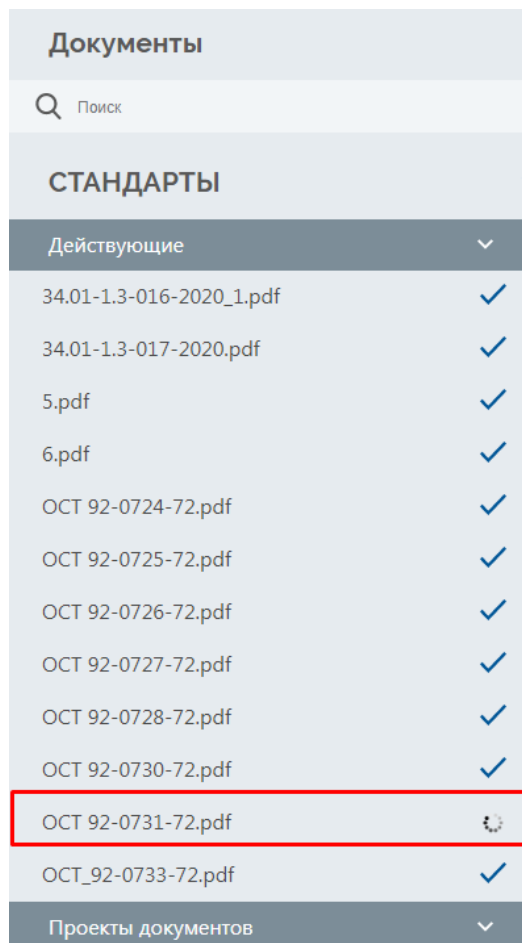 Документы
Поиск
СТАНДАРТЫ
Действующие
34.01-1.3-016-2020_1.pdf
34.01-1.3-017-2020.pdf
5.pdf
6.pdf
ОСТ 92-0724-72.pdf
ОСТ 92-0725-72.pdf
ОСТ 92-0726-72.pdf
ОСТ 92-0727-72.pdf
ОСТ 92-0728-72.pdf
ОСТ 92-0730-72.pdf
ОСТ 92-0731-72.pdf
ОСТ_92-0733-72.pdf
Проекты документов